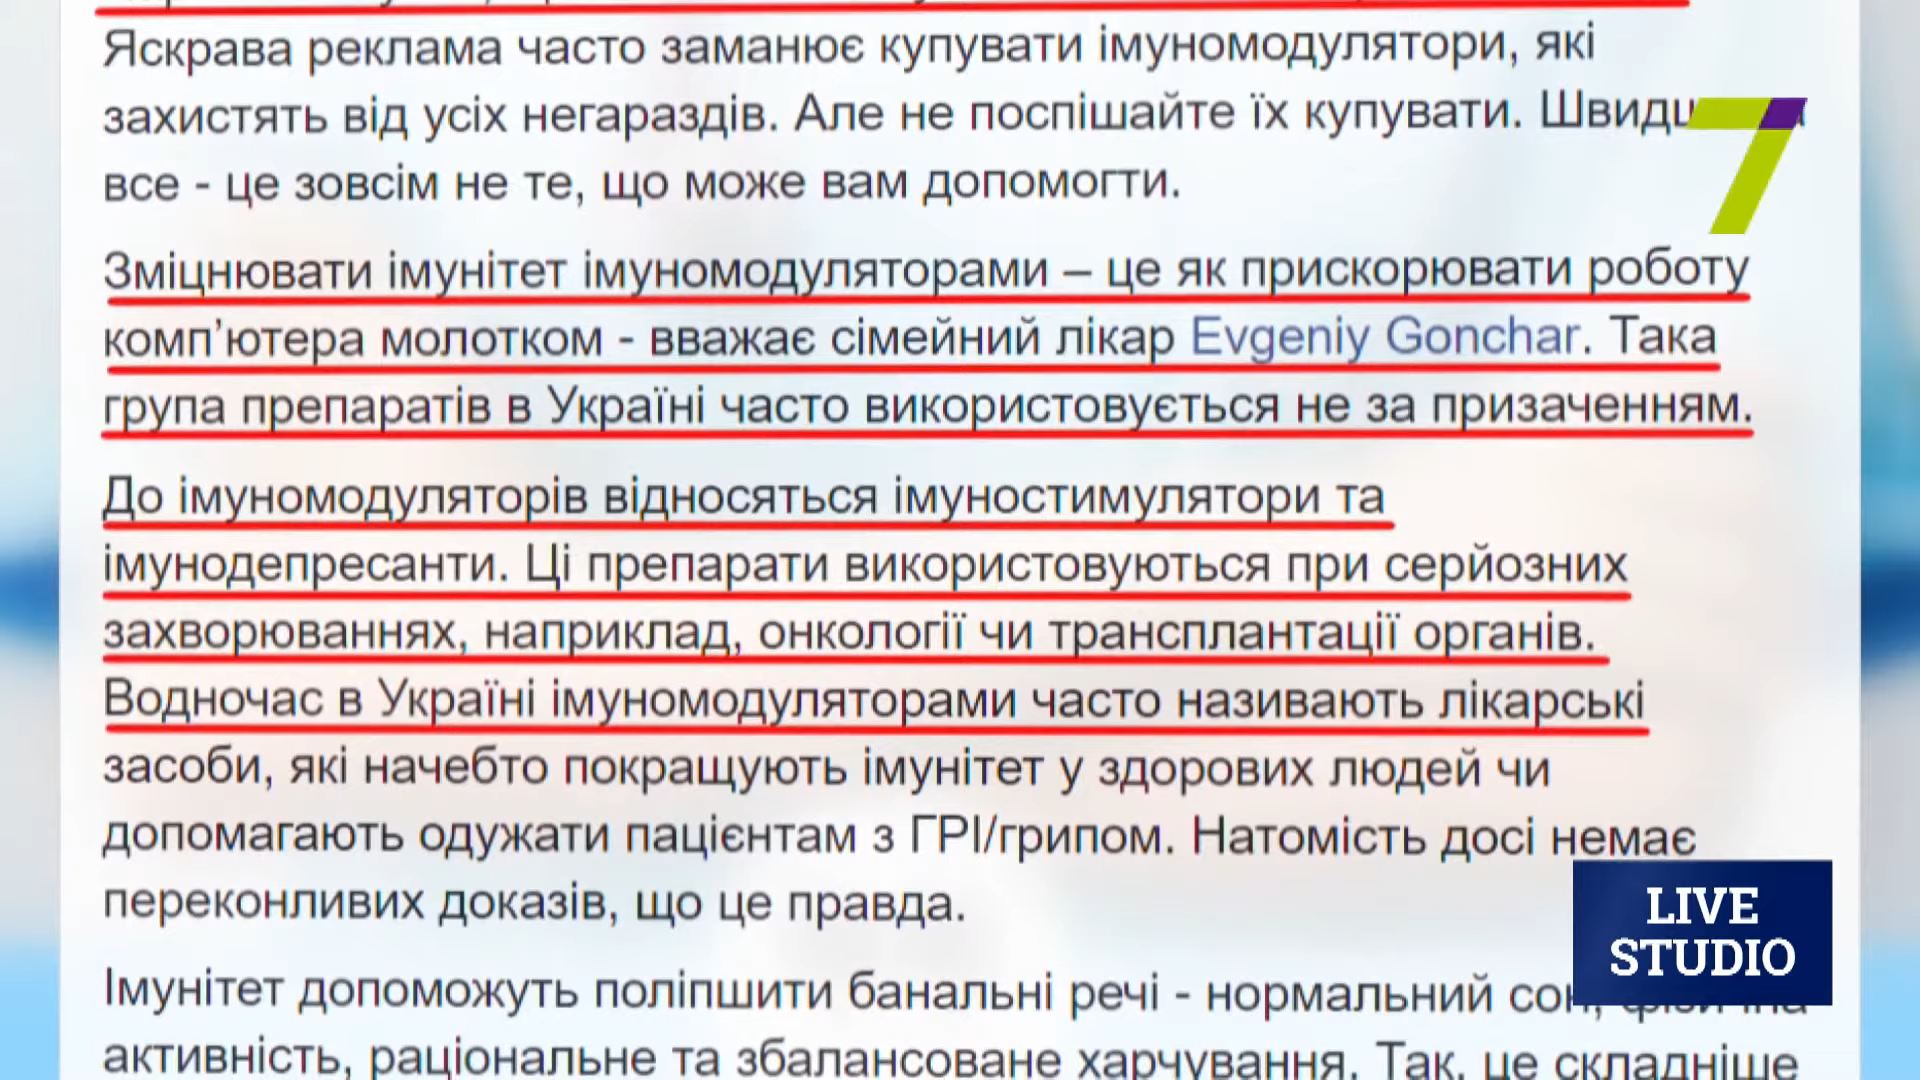 Яскрава реклама часто заманює купувати імуномодулятори, які
захистять від усіх негараздів. Але не поспішайте їх купувати.
все - це зовсім не те, що може вам допомогти.
Зміцнювати імунітет імуномодуляторами – це як прискорювати роботу
комп’ютера молотком - вважає сімейний лікар Evgeniy Gonchar. Така
група препаратів в Україні часто використовується не за призаченням.
До імуномодуляторів відносяться імуностимулятори та
імунодепресанти. Ці препарати використовуються при серйозних
захворюваннях, наприклад, онкології чи трансплантації органів.
Водночас в Україні імуномодуляторами часто називають лікарські
засоби, які начебто покращують імунітет у здорових людей чи
допомагають одужати пацієнтам з ГРІ/грипом. Натомість досі немає
переконливих доказів, що це правда.
Імунітет допоможуть поліпшити банальні речі - нормальний
активність, раціональне та збалансоване харчування. Так, це складніше
7
LIVE
STUDIO